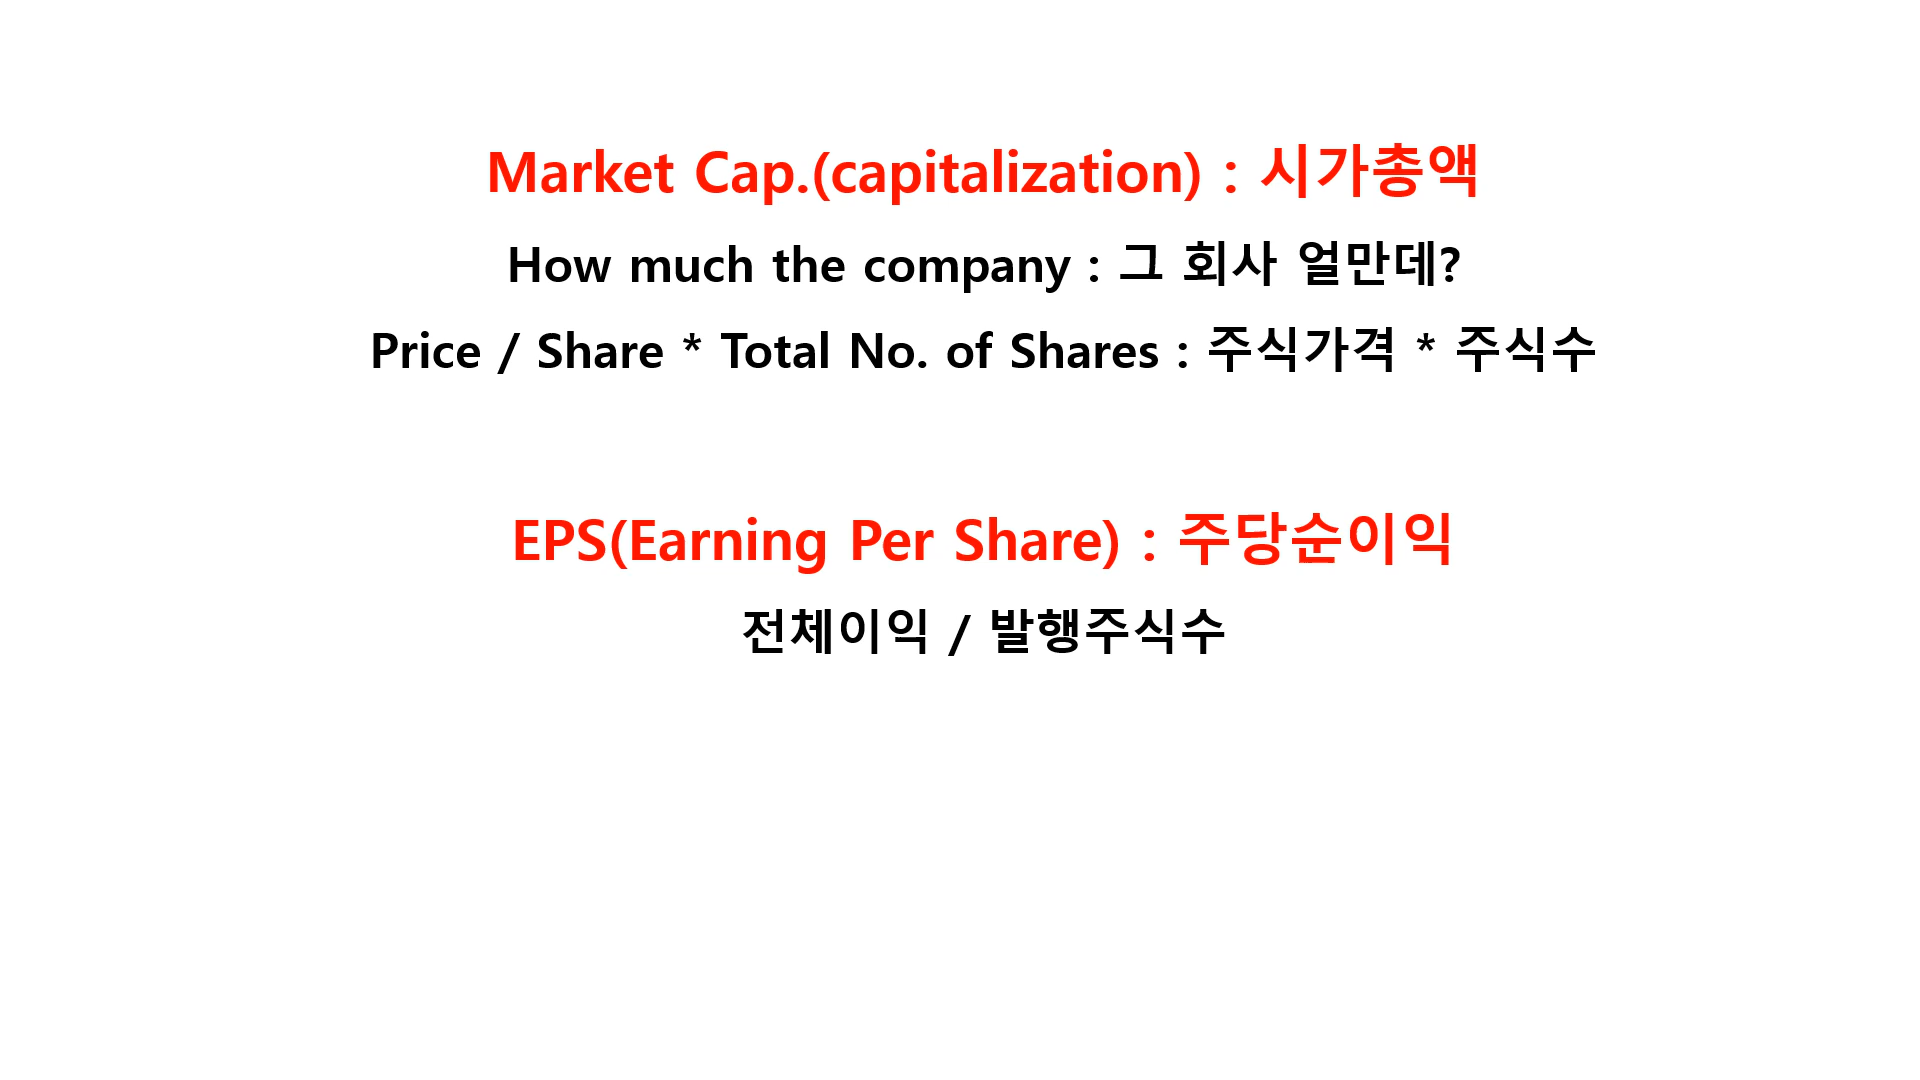 Market Cap.(capitalization) : 시가총액
How much the company : 그 회사 얼만데?
Price / Share * Total No. of Shares : 주식가격 * 주식수
EPS(Earning Per Share) : 주당순이익
전체이익 / 발행주식수